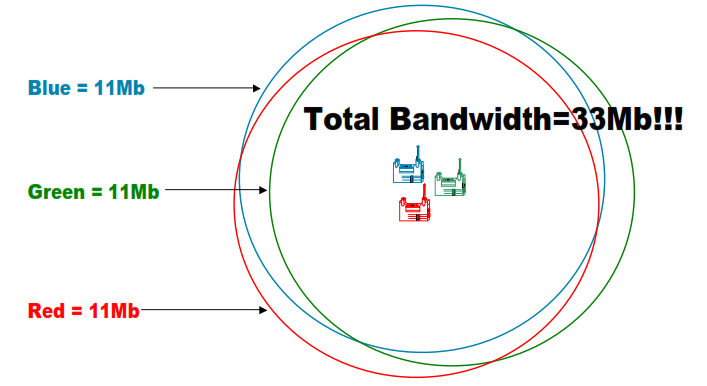 Blue = 11Mb
Total Bandwidth=33Mb!!!
Green = 11Mb
Red = 11Mb